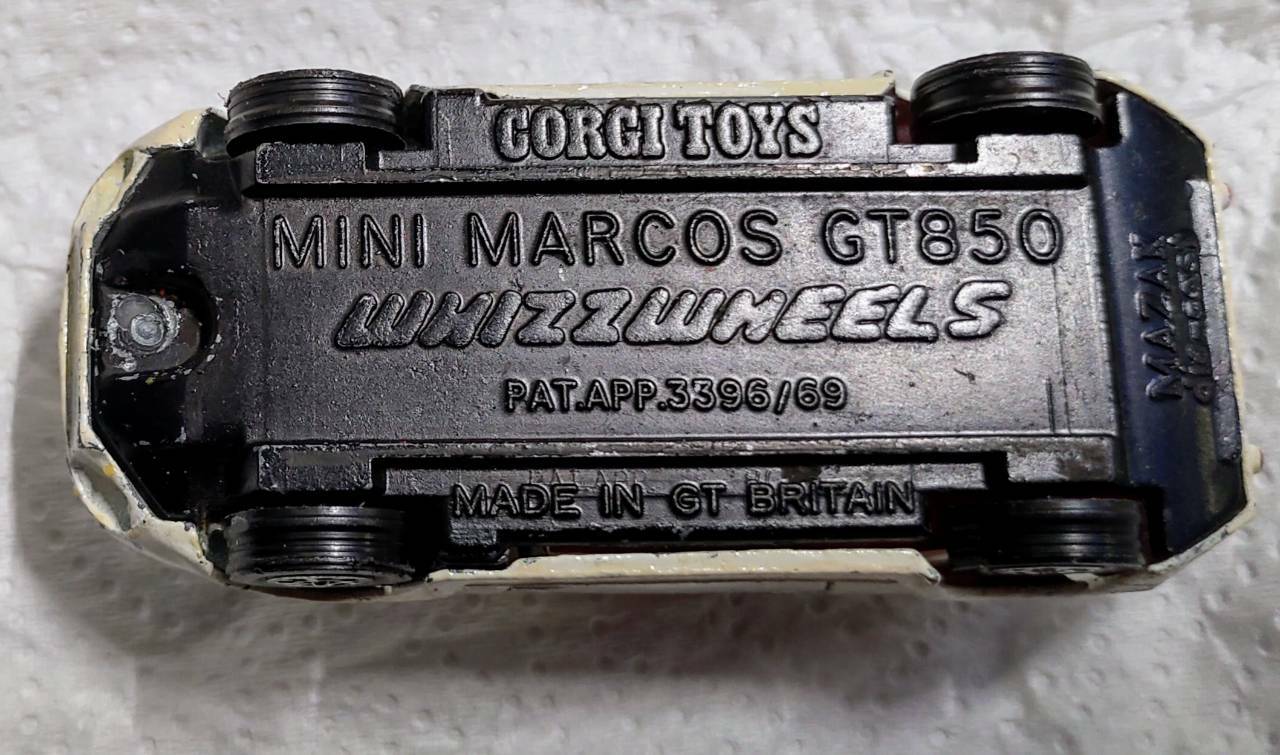 CORGI TOYS
MINI MARCOS GT850
WHIZZWHEELS
PAT.APP.3396/69
MADE IN GT BRITAIN
MAZAK